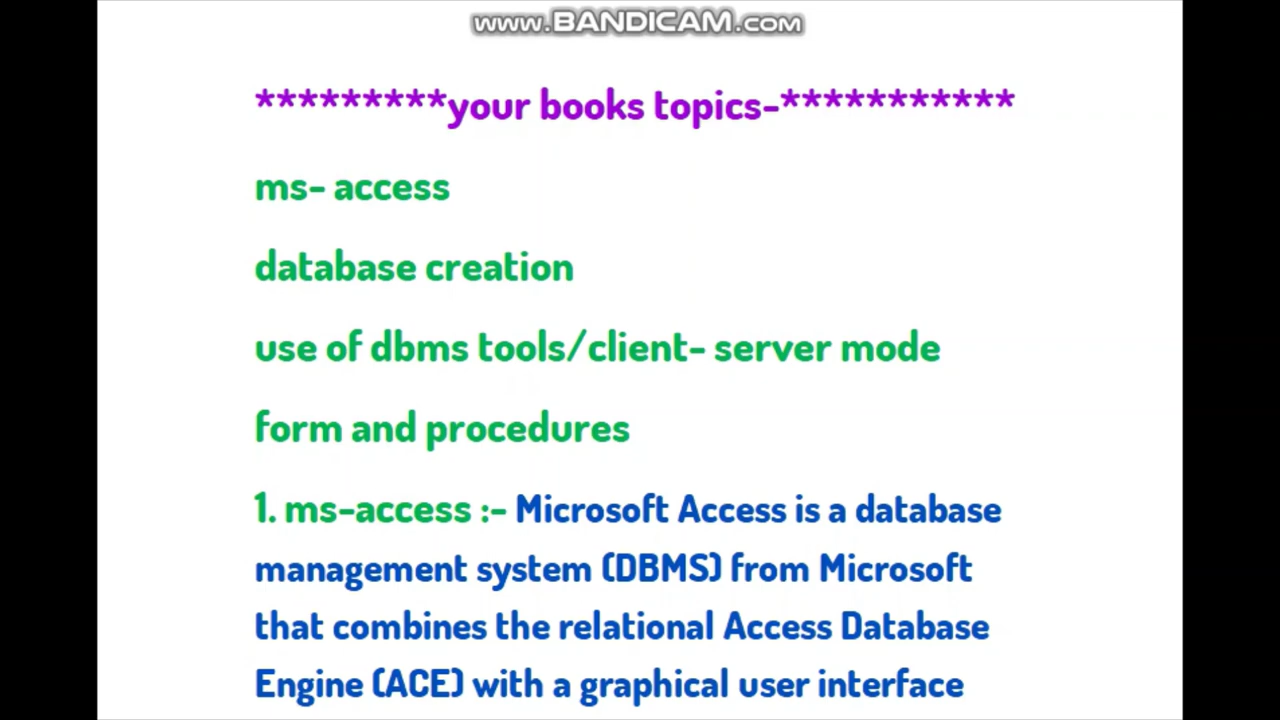 www.BANDICAM.com
*********your books topics-***********
ms- access
database creation
use of dbms tools/client- server mode
form and procedures
1. ms-access :- Microsoft Access is a database
management system (DBMS) from Microsoft
that combines the relational Access Database
Engine (ACE) with a graphical user interface